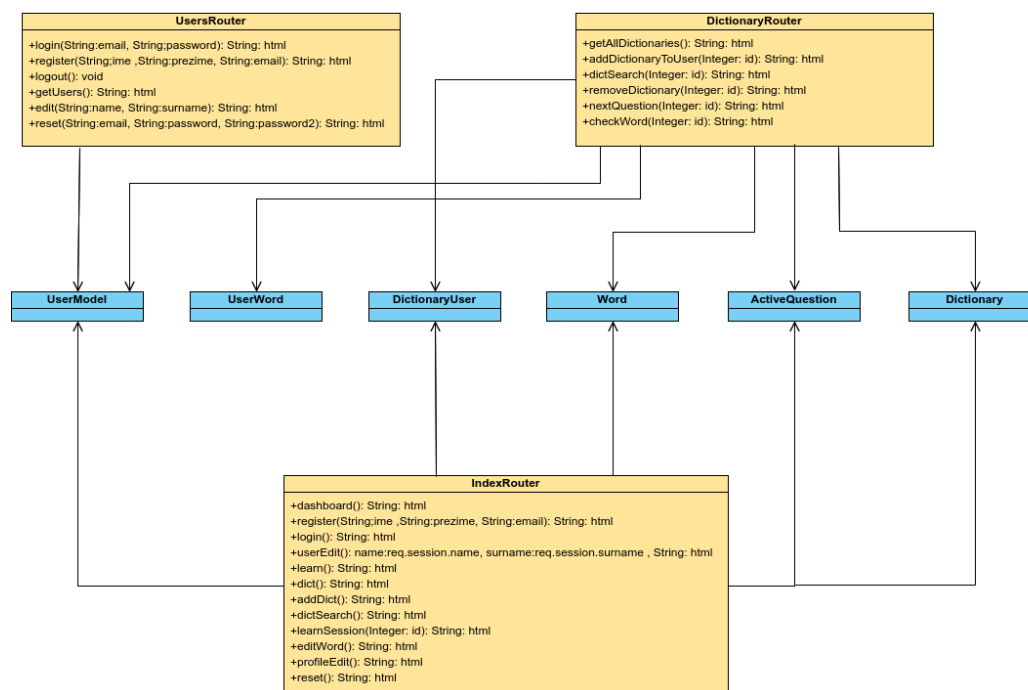 UsersRouter
+login(String:email, String;password): String: html
+register(String;ime ,String:prezime, String:email): String: html
+logout(): void
+getUsers(): String: html
+edit(String:name, String:surname): String: html
+reset(String:email, String:password, String:password2): String: html
DictionaryRouter
+getAllDictionaries(): String: html
+addDictionaryToUser(Integer: id): String: html
+dictSearch(Integer: id): String: html
+removeDictionary(Integer: id): String: html
+nextQuestion(Integer: id): String: html
+checkWord(Integer: id): String: html
UserModel
UserWord
DictionaryUser
Word
ActiveQuestion
Dictionary
IndexRouter
+dashboard(): String: html
+register(String;ime ,String:prezime, String:email): String: html
+login(): String: html
+userEdit(): name:req.session.name, surname:req.session.surname , String: html
+learn(): String: html
+dict(): String: html
+addDict(): String: html
+dictSearch(): String: html
+learnSession(Integer: id): String: html
+editWord(): String: html
+profileEdit(): String: html
+reset(): String: html